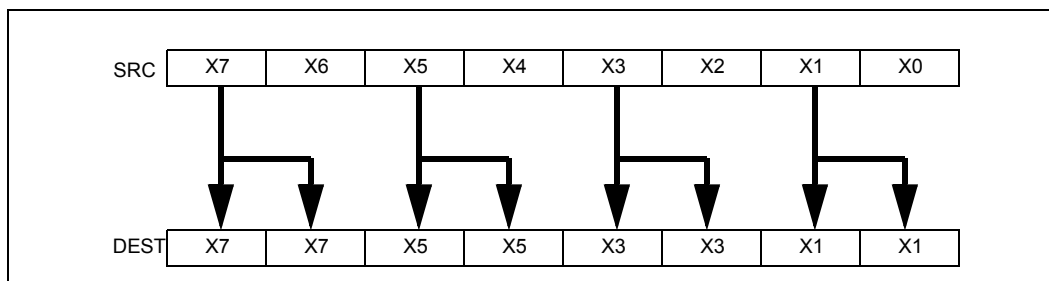 SRC X7 X6 X5 X4 X3 X2 X1 X0
DEST X7 X7 X5 X5 X3 X3 X1 X1